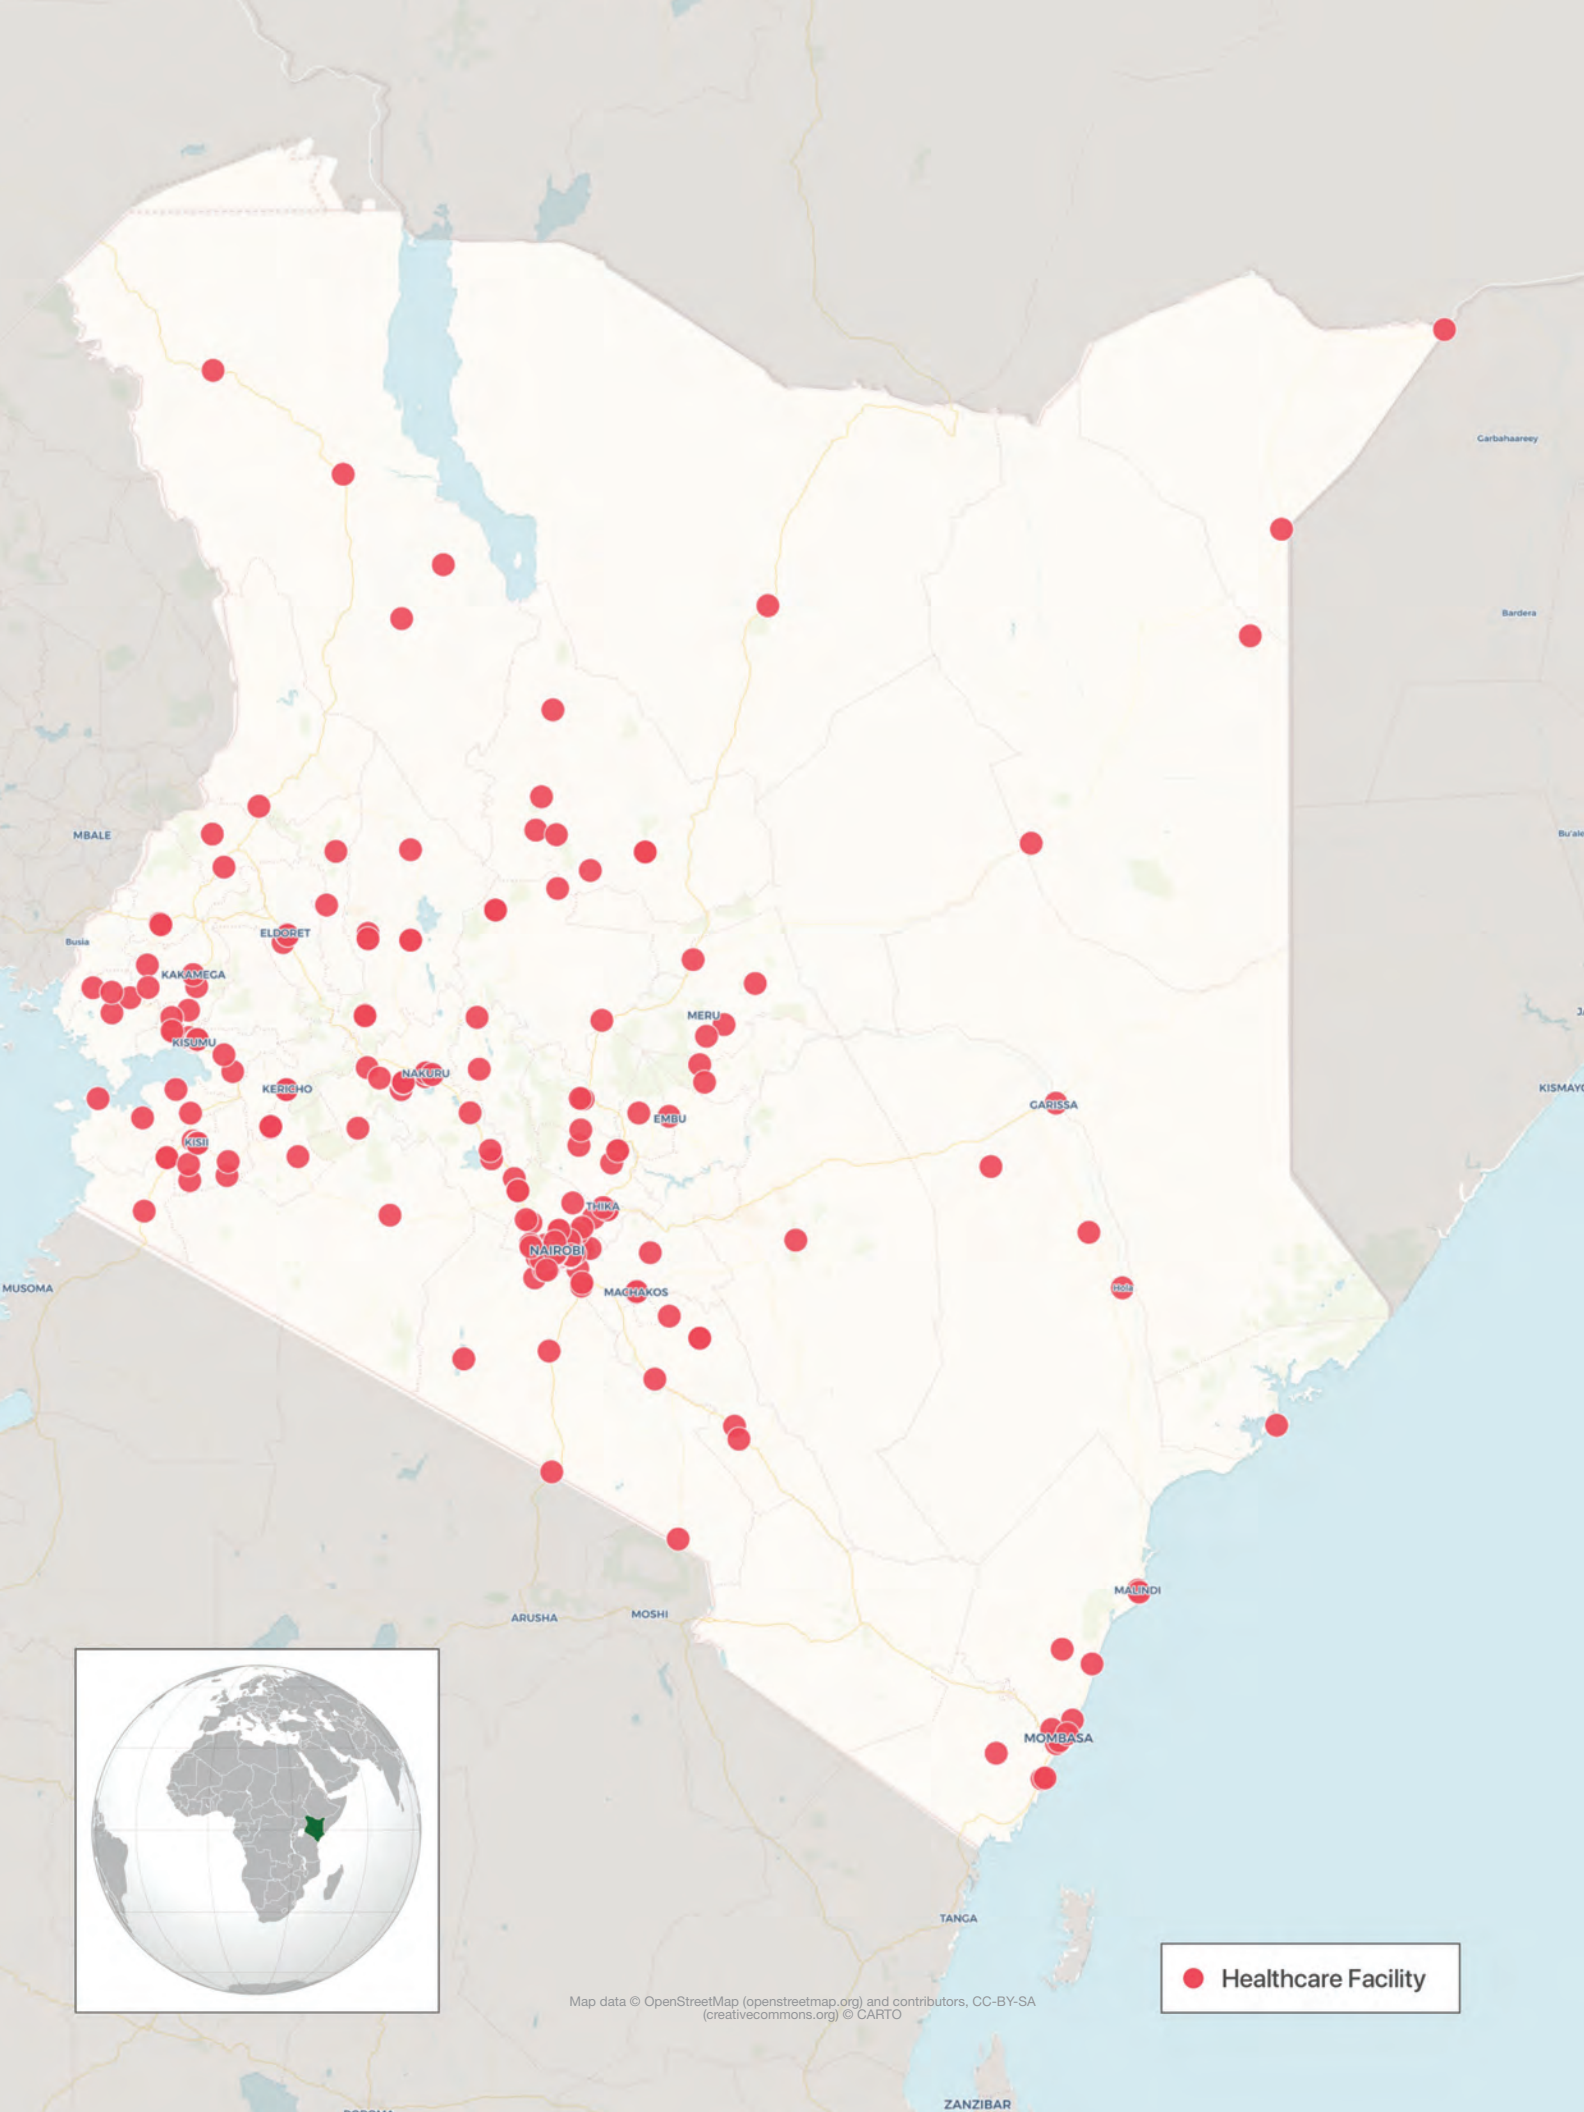 Garbahaarey
Bardera
MBALE
Bu'ale
Busia
ELDORET
KAKAMEGA
MERU
KISUMU
NAKURU
KERICHO
KISMAYO
GARISSA
EMBU
KISII
THIKA
NAIROBI
MUSOMA
MACHAKOS
Hola
MALINDI
ARUSHA
MOSHI
MOMBASA
TANGA
Healthcare Facility
Map data © OpenStreetMap (openstreetmap.org) and contributors, CC-BY-SA
(creativecommons.org) © CARTO
ZANZIBAR